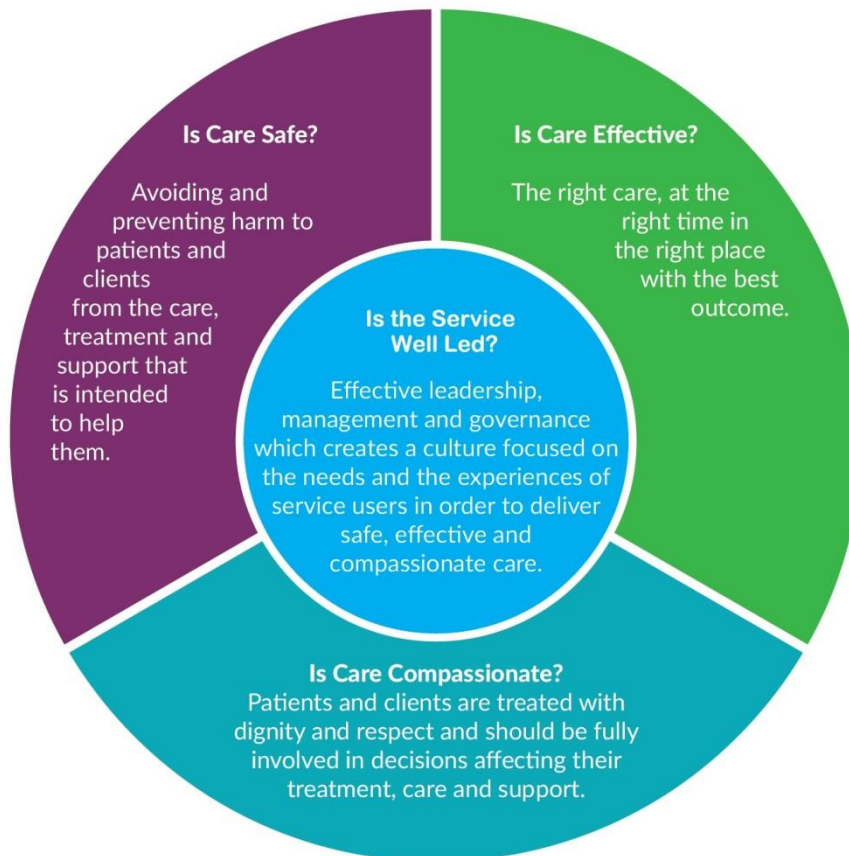 Is Care Safe?
Avoiding and
preventing harm to
patients and
clients
from the care,
treatment and
support that
is intended
to help
them.
Is Care Effective?
The right care, at the
right time in
the right place
with the best
outcome.
Is the Service
Well Led?
Effective leadership,
management and governance
which creates a culture focused on
the needs and the experiences of
service users in order to deliver
safe, effective and
compassionate care.
Is Care Compassionate?
Patients and clients are treated with
dignity and respect and should be fully
involved in decisions affecting their
treatment, care and support.